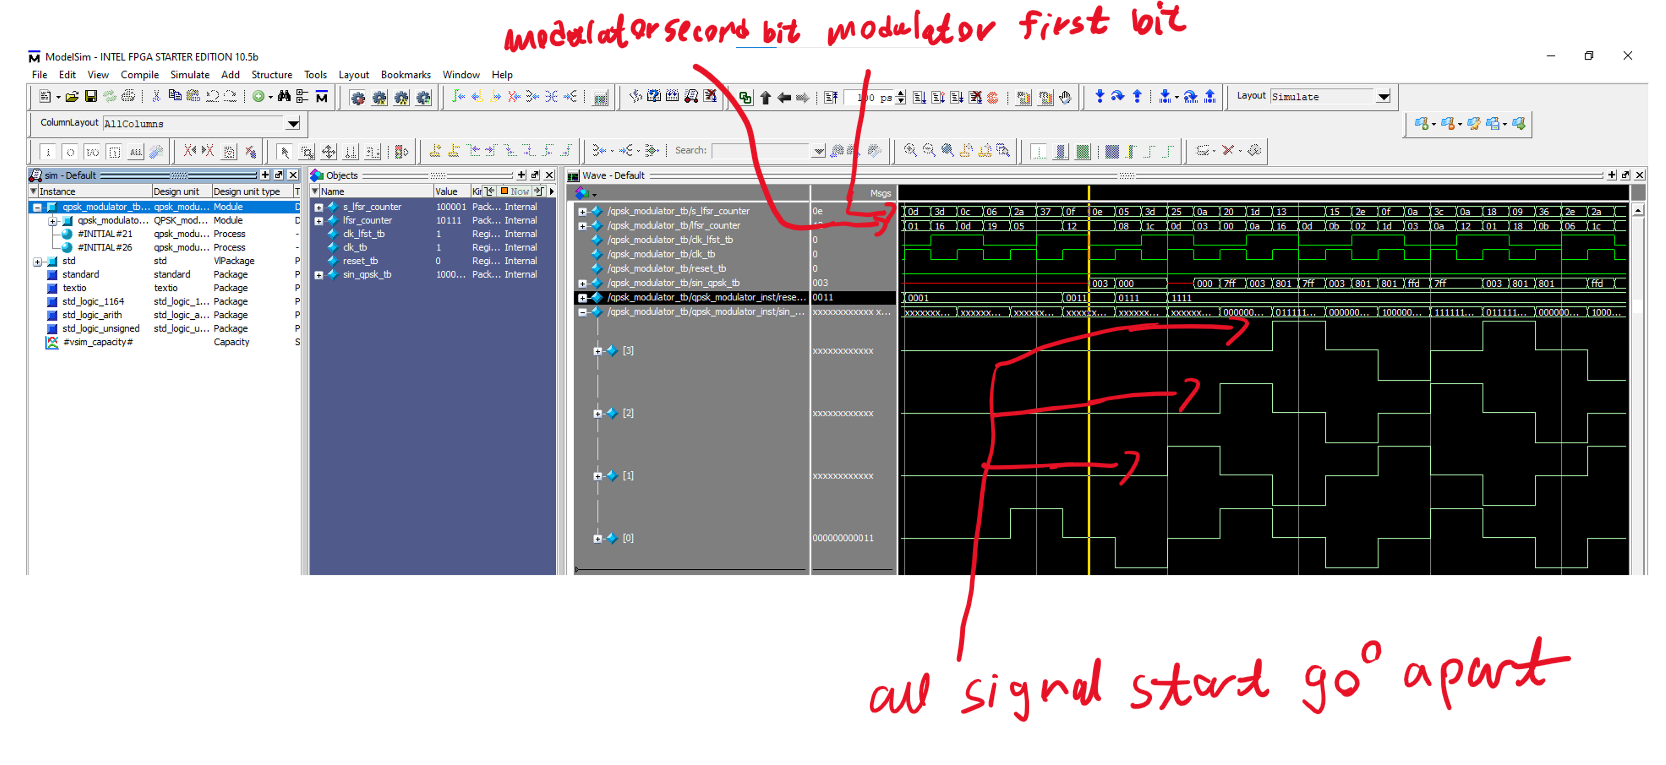 modulator second bit modulator first bit
ModelSim - INTEL FPGA STARTER EDITION 10.5b
File Edit View Compile Simulate Add Structure Tools Layout Bookmarks Window Help
100 ps Layout Simulate
ColumnLayout AllColumns
Search:
sim - Default
Instance Design unit Design unit type
qpsk_modulator_tb... qpsk_modu... Module
qpsk_modulato... QPSK_mod... Module
#INITIAL#21 qpsk_modu... Process
#INITIAL#26 qpsk_modu... Process
std std VlPackage
standard standard Package
textio textio Package
std_logic_1164 std_logic_1... Package
std_logic_arith std_logic_a... Package
std_logic_unsigned std_logic_u... Package
#vsim_capacity# Capacity
Objects
Name Value Kir Now
s_lfsr_counter 100001 Pack... Internal
lfsr_counter 10111 Pack... Internal
clk_lfst_tb 1 Regi... Internal
clk_tb 1 Regi... Internal
reset_tb 0 Regi... Internal
sin_qpsk_tb 1000... Pack... Internal
Wave - Default
Msgs
/qpsk_modulator_tb/s_lfsr_counter 0e 0d 3d 0c 06 2a 37 0f 0e 05 3d 25 0a 20 1d 13 15 2e 0f 0a 3c 0a 18 09 36 2e 2a
/qpsk_modulator_tb/lfsr_counter 01 16 0d 19 05 12 08 1c 0d 03 00 0a 16 0d 0b 02 1d 03 0a 12 01 18 0b 06 1c
/qpsk_modulator_tb/clk_lfst_tb 0
/qpsk_modulator_tb/clk_tb 0
/qpsk_modulator_tb/reset_tb 0
/qpsk_modulator_tb/sin_qpsk_tb 003 003 000 000 7ff 003 801 7ff 003 801 801 ffd 7ff 003 801 801 ffd
/qpsk_modulator_tb/qpsk_modulator_inst/rese... 0011 0001 0011 0111 1111
/qpsk_modulator_tb/qpsk_modulator_inst/sin_... xxxxxxxxxxxx x... xxxxxxx... xxxxxx... xxxxxx... xxxxxx... xxxxxx... xxxxxx... 000000... 011111... 000000... 100000... 111111... 011111... 000000... 1000...
[3] xxxxxxxxxxxx
[2] xxxxxxxxxxxx
[1] xxxxxxxxxxxx
[0] 000000000011
all signal start 90° apart